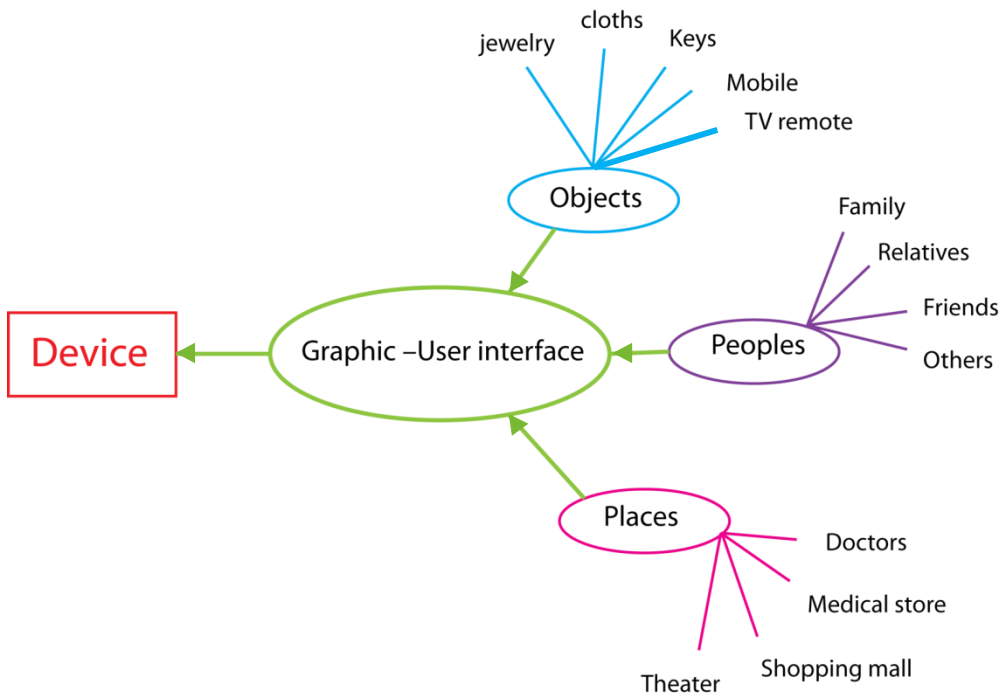 cloths
jewelry
Keys
Mobile
TV remote
Objects
Family
Relatives
Friends
Others
Peoples
Graphic –User interface
Device
Places
Doctors
Medical store
Shopping mall
Theater